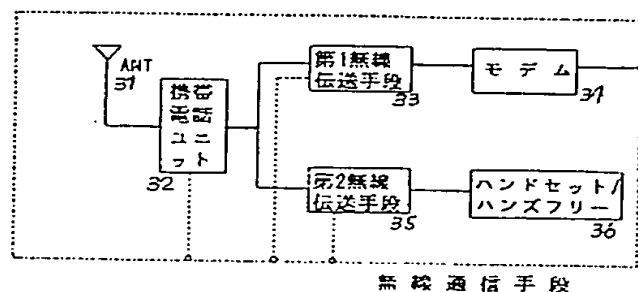 ANT
31
携帯
電話
ユニ
ット
32
第1無線
伝送手段
33
モデム
34
第2無線
伝送手段
35
ハンドセット/
ハンズフリー
36
無線通信手段